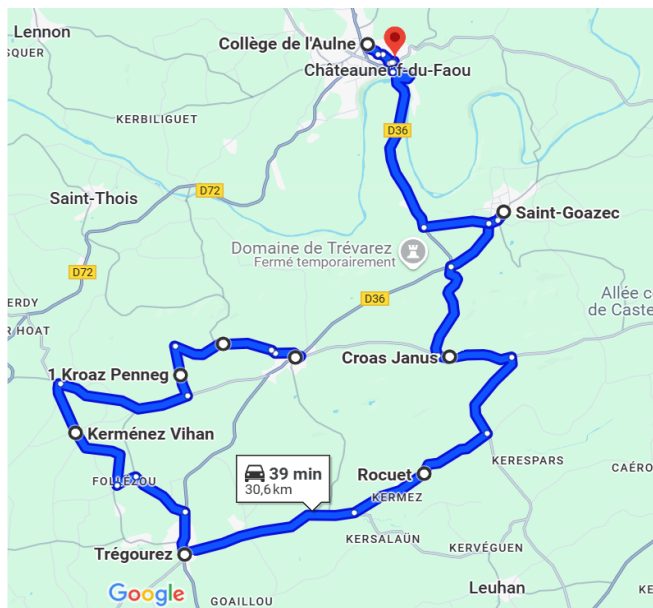 Lennon
SQUER
Collège de l'Aulne
Châteauneuf-du-Faou
KERBILIGUET
D36
D72
Saint-Thois
Saint-Goazec
Domaine de Trévarez
Fermé temporairement
D72
ERDY
R HOAT
D36
Allée c
de Caste
1 Kroaz Penneg
Croas Janus
Kerménez Vihan
39 min
30,6 km
Rocuet
KERESPARS
CAÉRO
FOLLÉZOU
KERMEZ
KERSALAÜN
KERVÉGUEN
Trégourez
Leuhan
Google
GOAILLOU